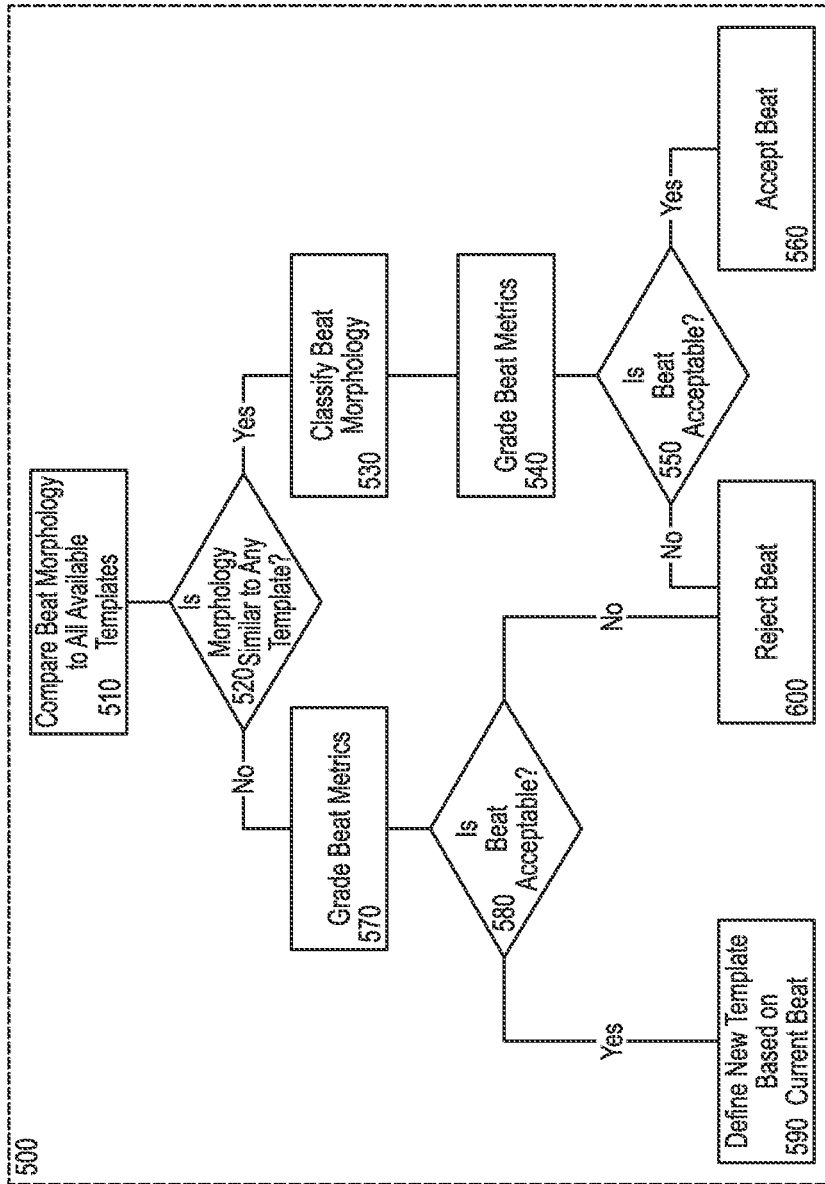 500
Compare Beat Morphology
to All Available
Templates
510
Is
Morphology
520Similar to Any
Template?
No
Yes
Grade Beat Metrics
570
Classify Beat
Morphology
530
Is
Beat
Acceptable?
580
Grade Beat Metrics
540
Yes
No
Is
Beat
Acceptable?
550
No
Yes
Define New Template
Based on
590 Current Beat
Reject Beat
600
Accept Beat
560